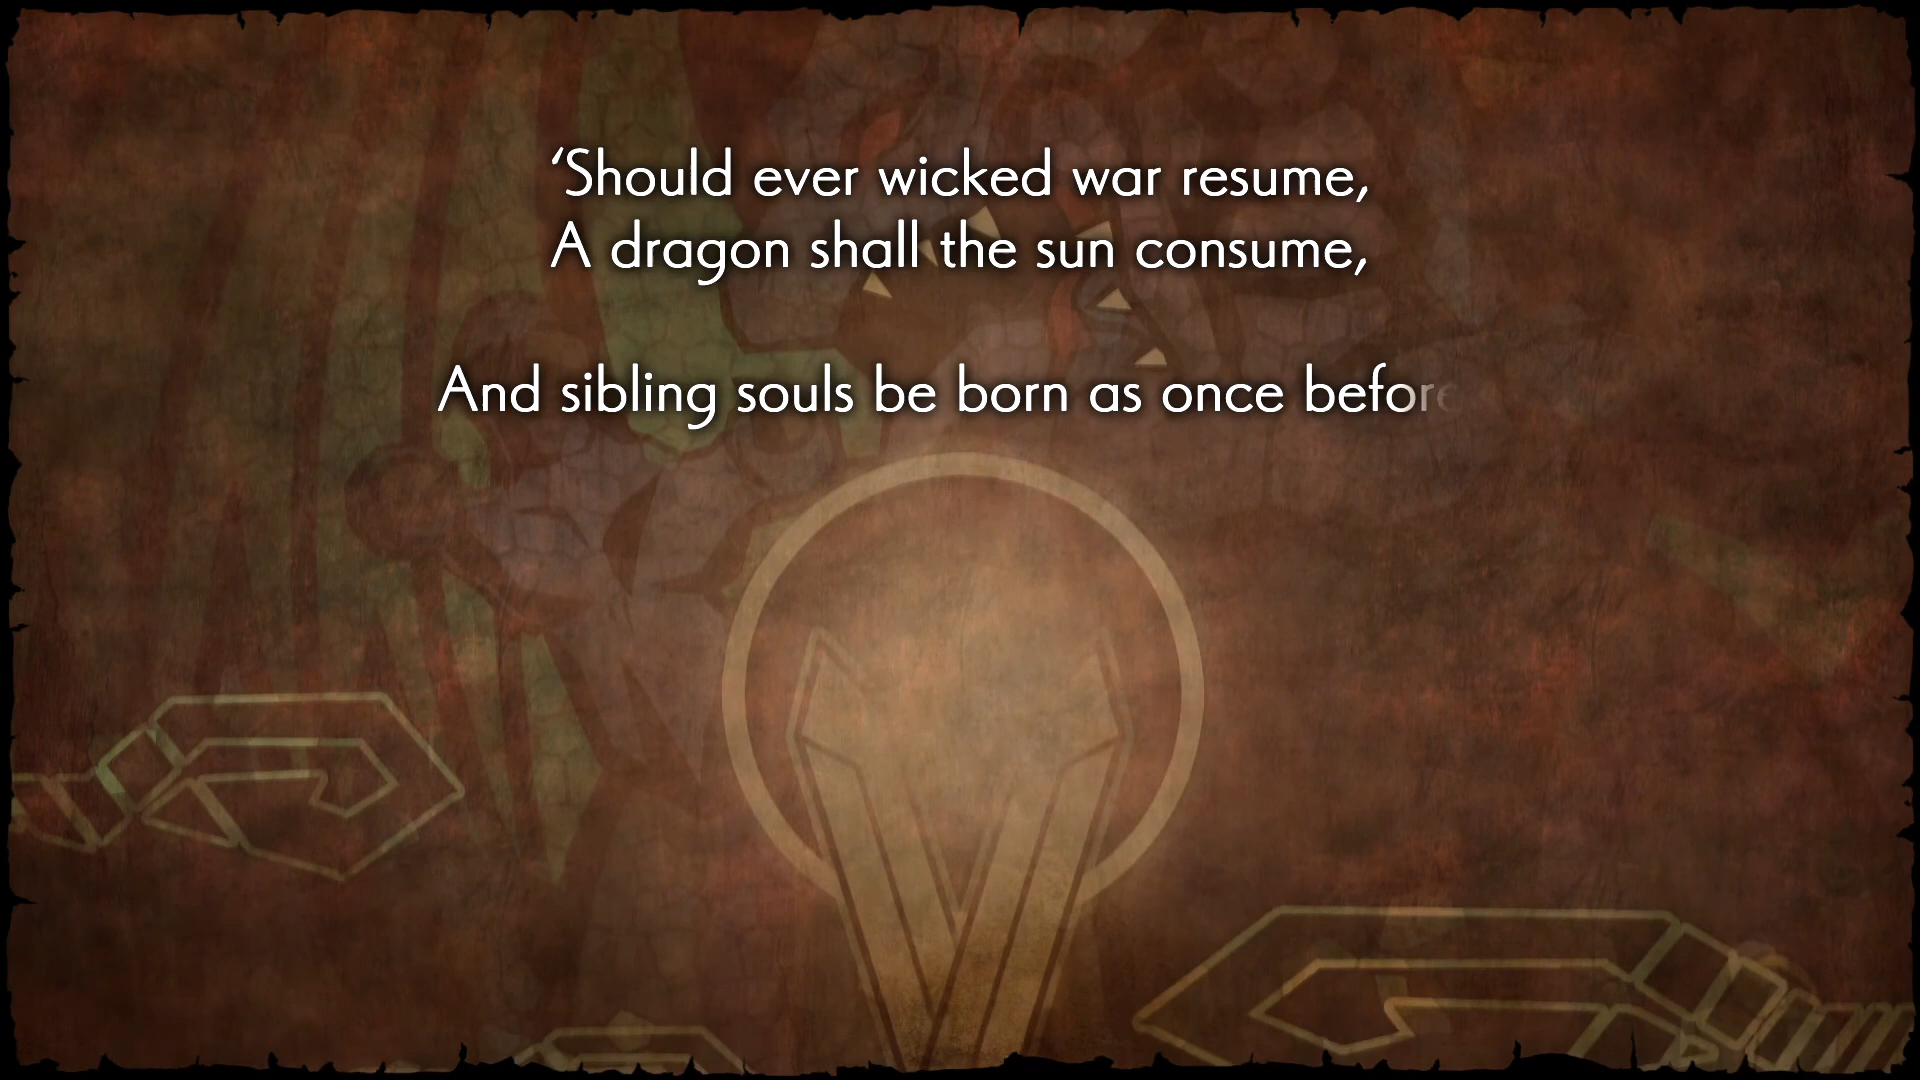 ‘Should ever wicked war resume,
A dragon shall the sun consume,
And sibling souls be born as once before